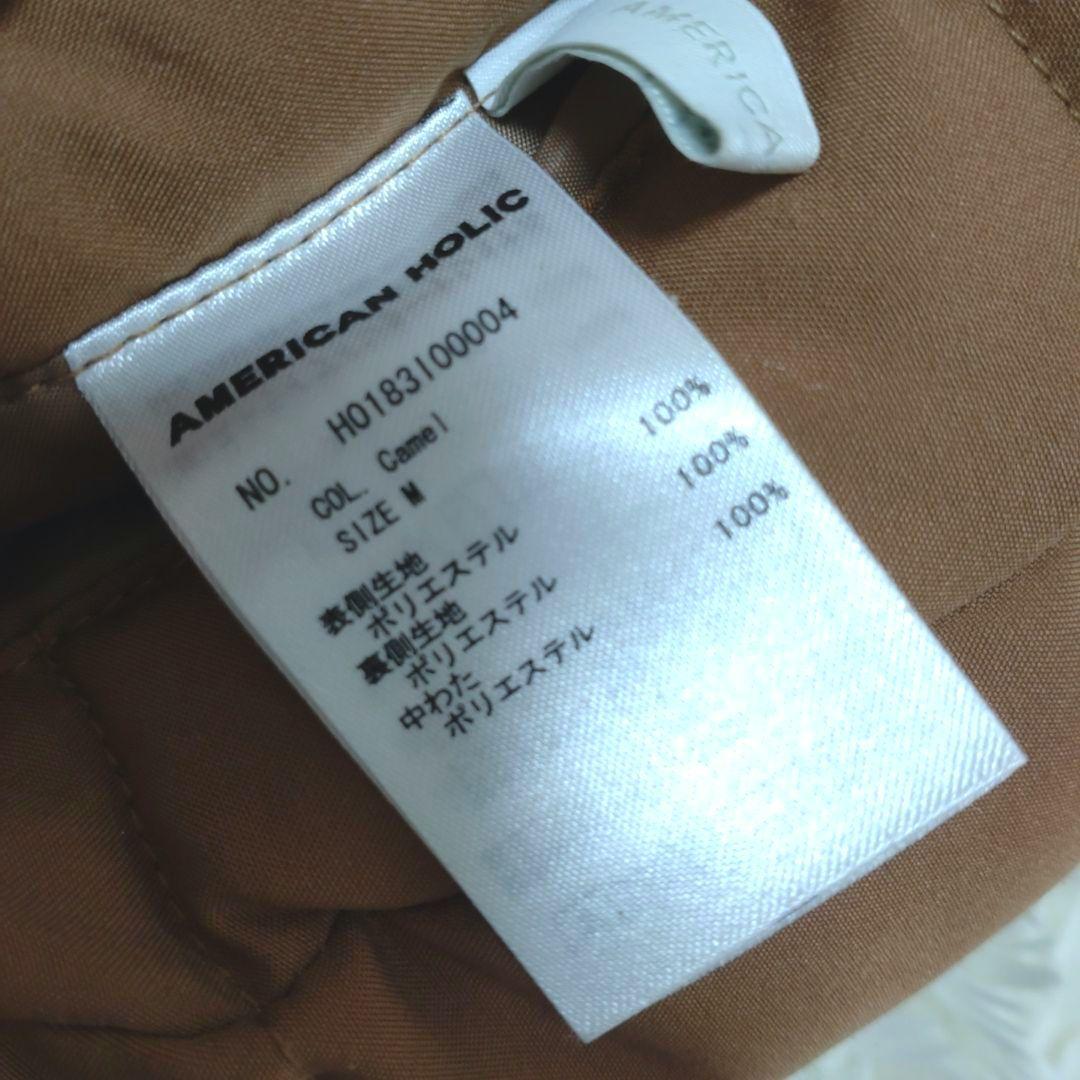 AMERICA
AMERICAN HOLIC
NO. H0183I00004
COL. Camel
SIZE M
表側生地
ポリエステル 100%
裏側生地
ポリエステル 100%
中わた
ポリエステル 100%